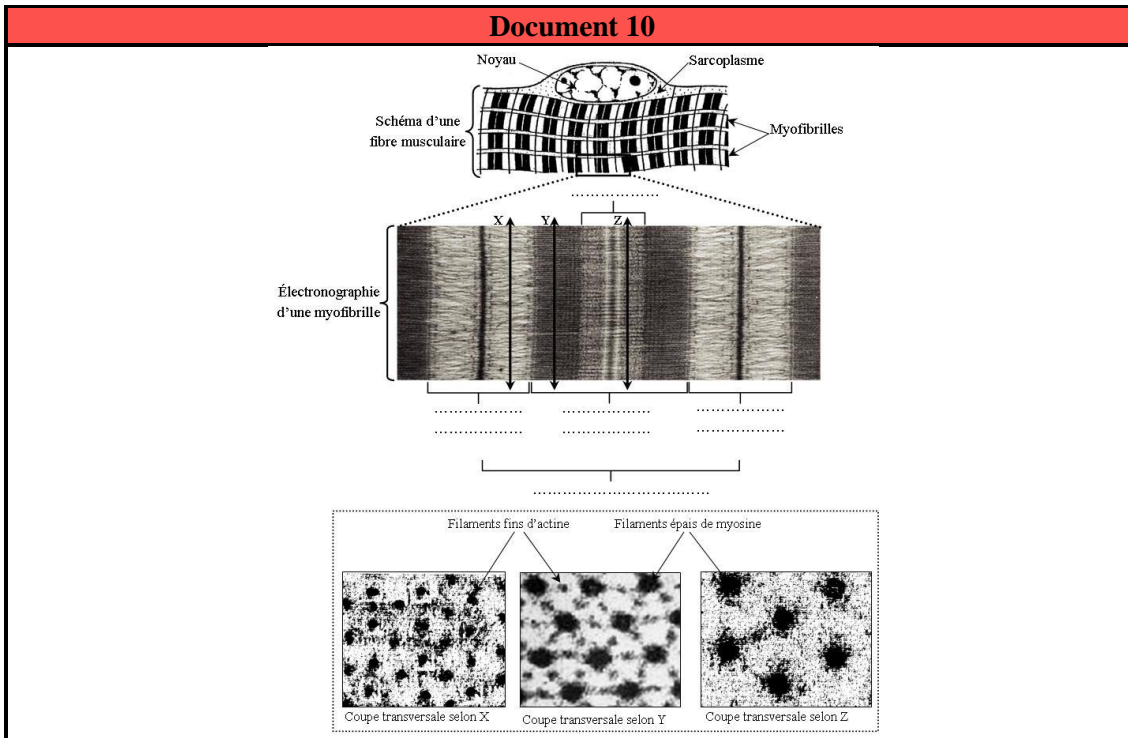 Document 10
Noyau
Sarcoplasme
Schéma d'une
fibre musculaire
Myofibrilles
....................
X
Y
Z
Électronographie
d'une myofibrille
....................
....................
....................
....................
....................
....................
........................................
Filaments fins d'actine
Filaments épais de myosine
Coupe transversale selon X
Coupe transversale selon Y
Coupe transversale selon Z